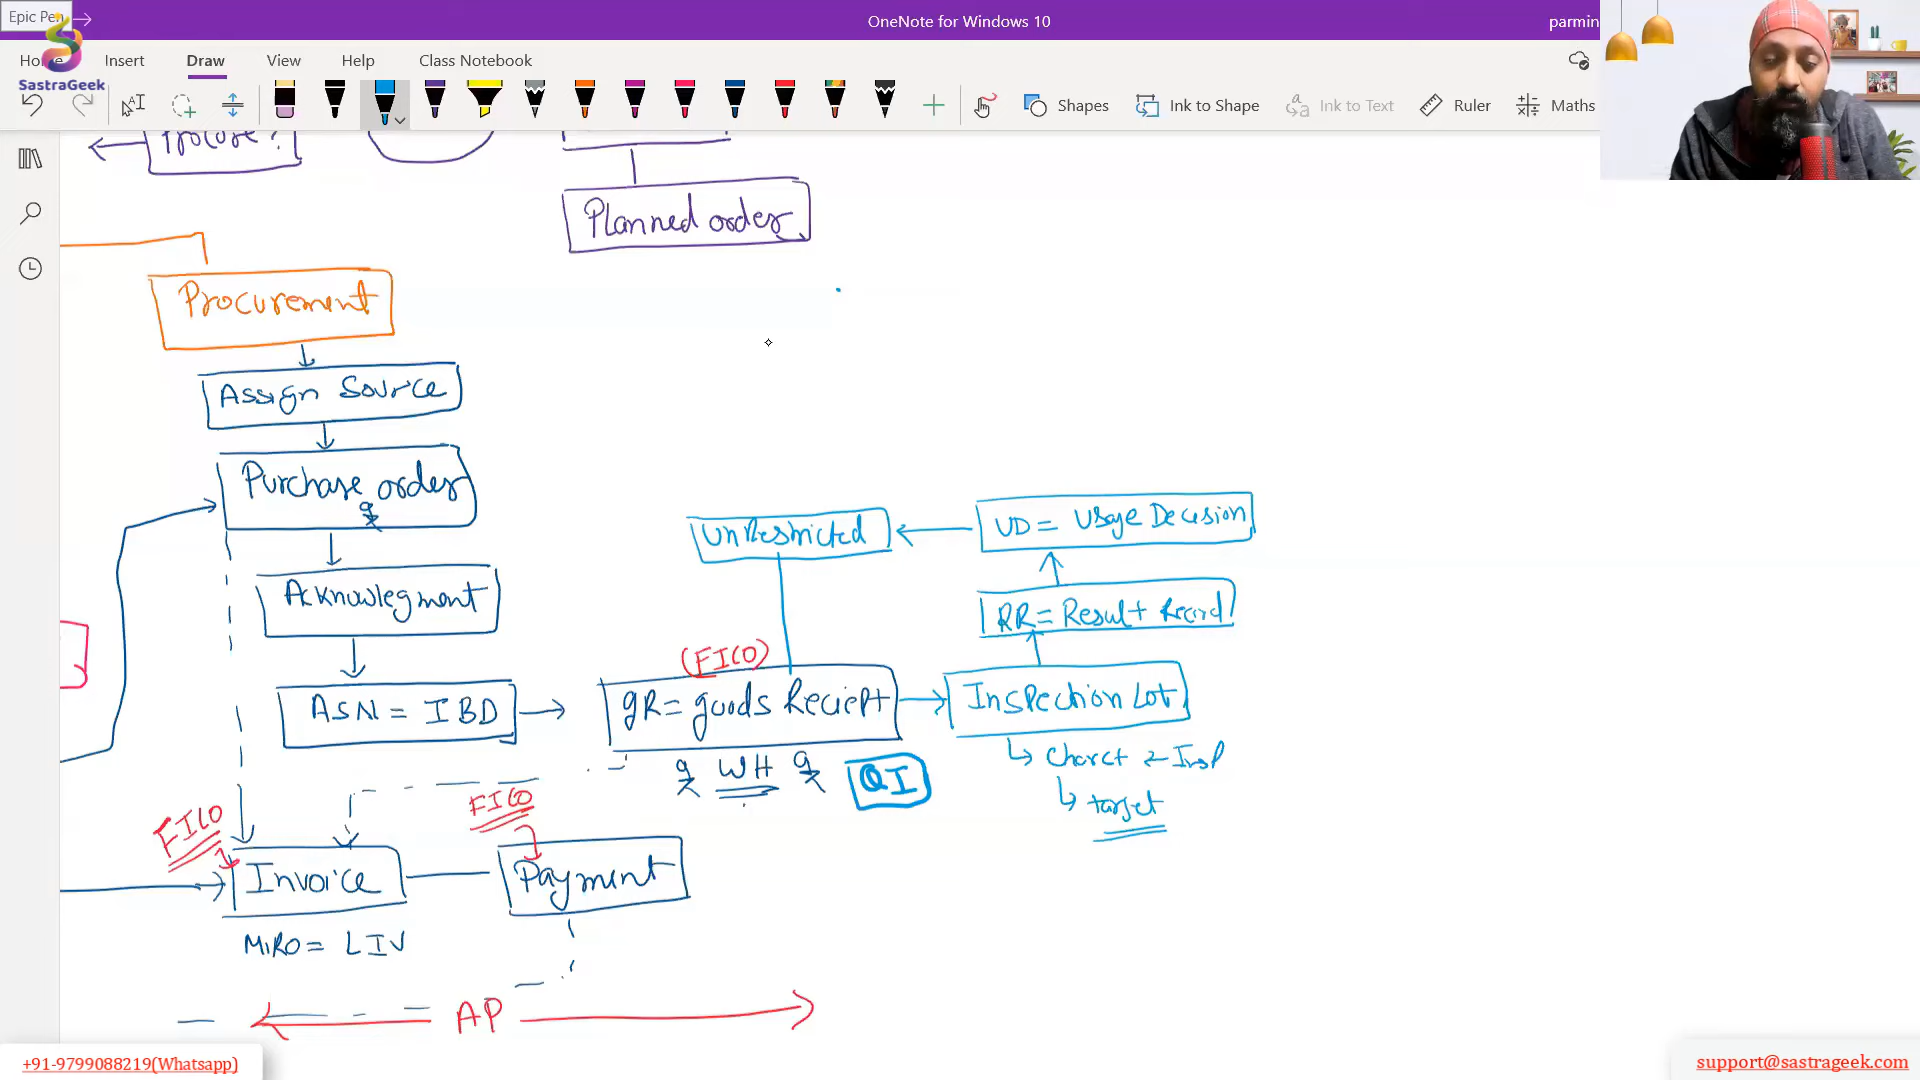 Epic Pen
OneNote for Windows 10
parmin
Home
Insert
Draw
View
Help
Class Notebook
SastraGeek
Shapes
Ink to Shape
Ink to Text
Ruler
Maths
Procure?
Planned order
Procurement
Assign Source
Purchase order
Acknowlegment
ASN = IBD
UnRestricted
UD = Usage Decision
RR = Result Record
(FICO)
GR = Goods Reciept
Inspection Lot
WH
QI
target
FICO
FICO
Invoice
Payment
MIRO = LIV
AP
+91-9799088219(Whatsapp)
support@sastrageek.com